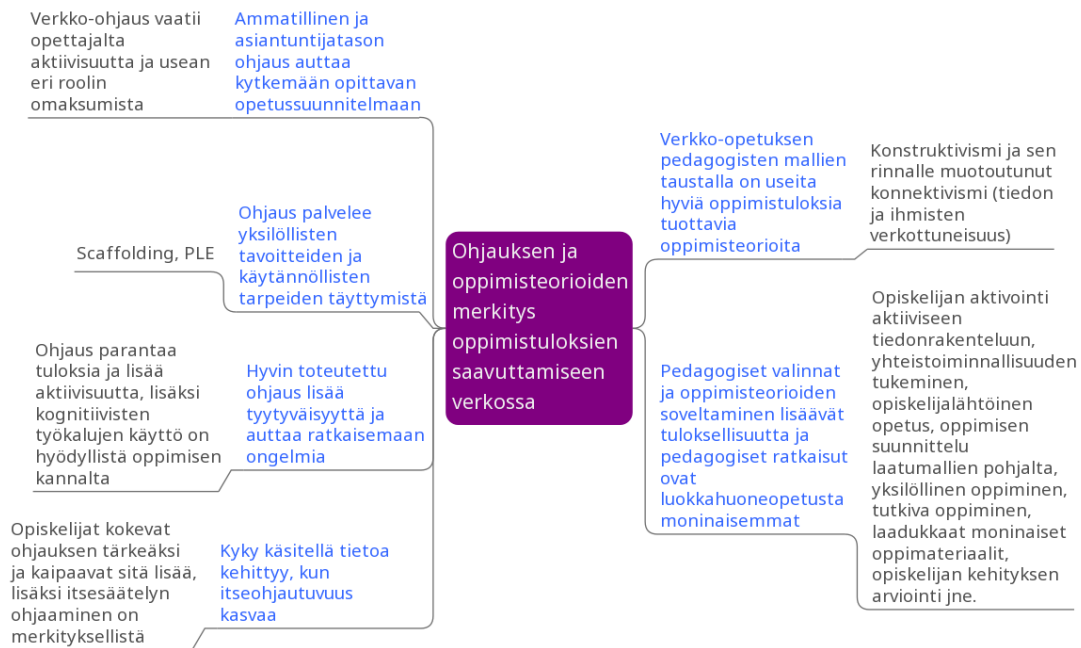 Verkko-ohjaus vaatii
opettajalta
aktiivisuutta ja usean
eri roolin
omaksumista
Ammatillinen ja
asiantuntijatason
ohjaus auttaa
kytkemään opittavan
opetussuunnitelmaan
Scaffolding, PLE
Ohjaus palvelee
yksilöllisten
tavoitteiden ja
käytännöllisten
tarpeiden täyttymistä
Ohjaus parantaa
tuloksia ja lisää
aktiivisuutta, lisäksi
kognitiivisten
työkalujen käyttö on
hyödyllistä oppimisen
kannalta
Hyvin toteutettu
ohjaus lisää
tyytyväisyyttä ja
auttaa ratkaisemaan
ongelmia
Opiskelijat kokevat
ohjauksen tärkeäksi
ja kaipaavat sitä lisää,
lisäksi itsesäätelyn
ohjaaminen on
merkityksellistä
Kyky käsitellä tietoa
kehittyy, kun
itseohjautuvuus
kasvaa
Ohjauksen ja
oppimisteorioiden
merkitys
oppimistuloksien
saavuttamiseen
verkossa
Verkko-opetuksen
pedagogisten mallien
taustalla on useita
hyviä oppimistuloksia
tuottavia
oppimisteorioita
Konstruktivismi ja sen
rinnalle muotoutunut
konnektivismi (tiedon
ja ihmisten
verkottuneisuus)
Pedagogiset valinnat
ja oppimisteorioiden
soveltaminen lisäävät
tuloksellisuutta ja
pedagogiset ratkaisut
ovat
luokkahuoneopetusta
moninaisemmat
Opiskelijan aktivointi
aktiiviseen
tiedonrakenteluun,
yhteistoiminnallisuuden
tukeminen,
opiskelijalähtöinen
opetus, oppimisen
suunnittelu
laatumallien pohjalta,
yksilöllinen oppiminen,
tutkiva oppiminen,
laadukkaat moninaiset
oppimateriaalit,
opiskelijan kehityksen
arviointi jne.